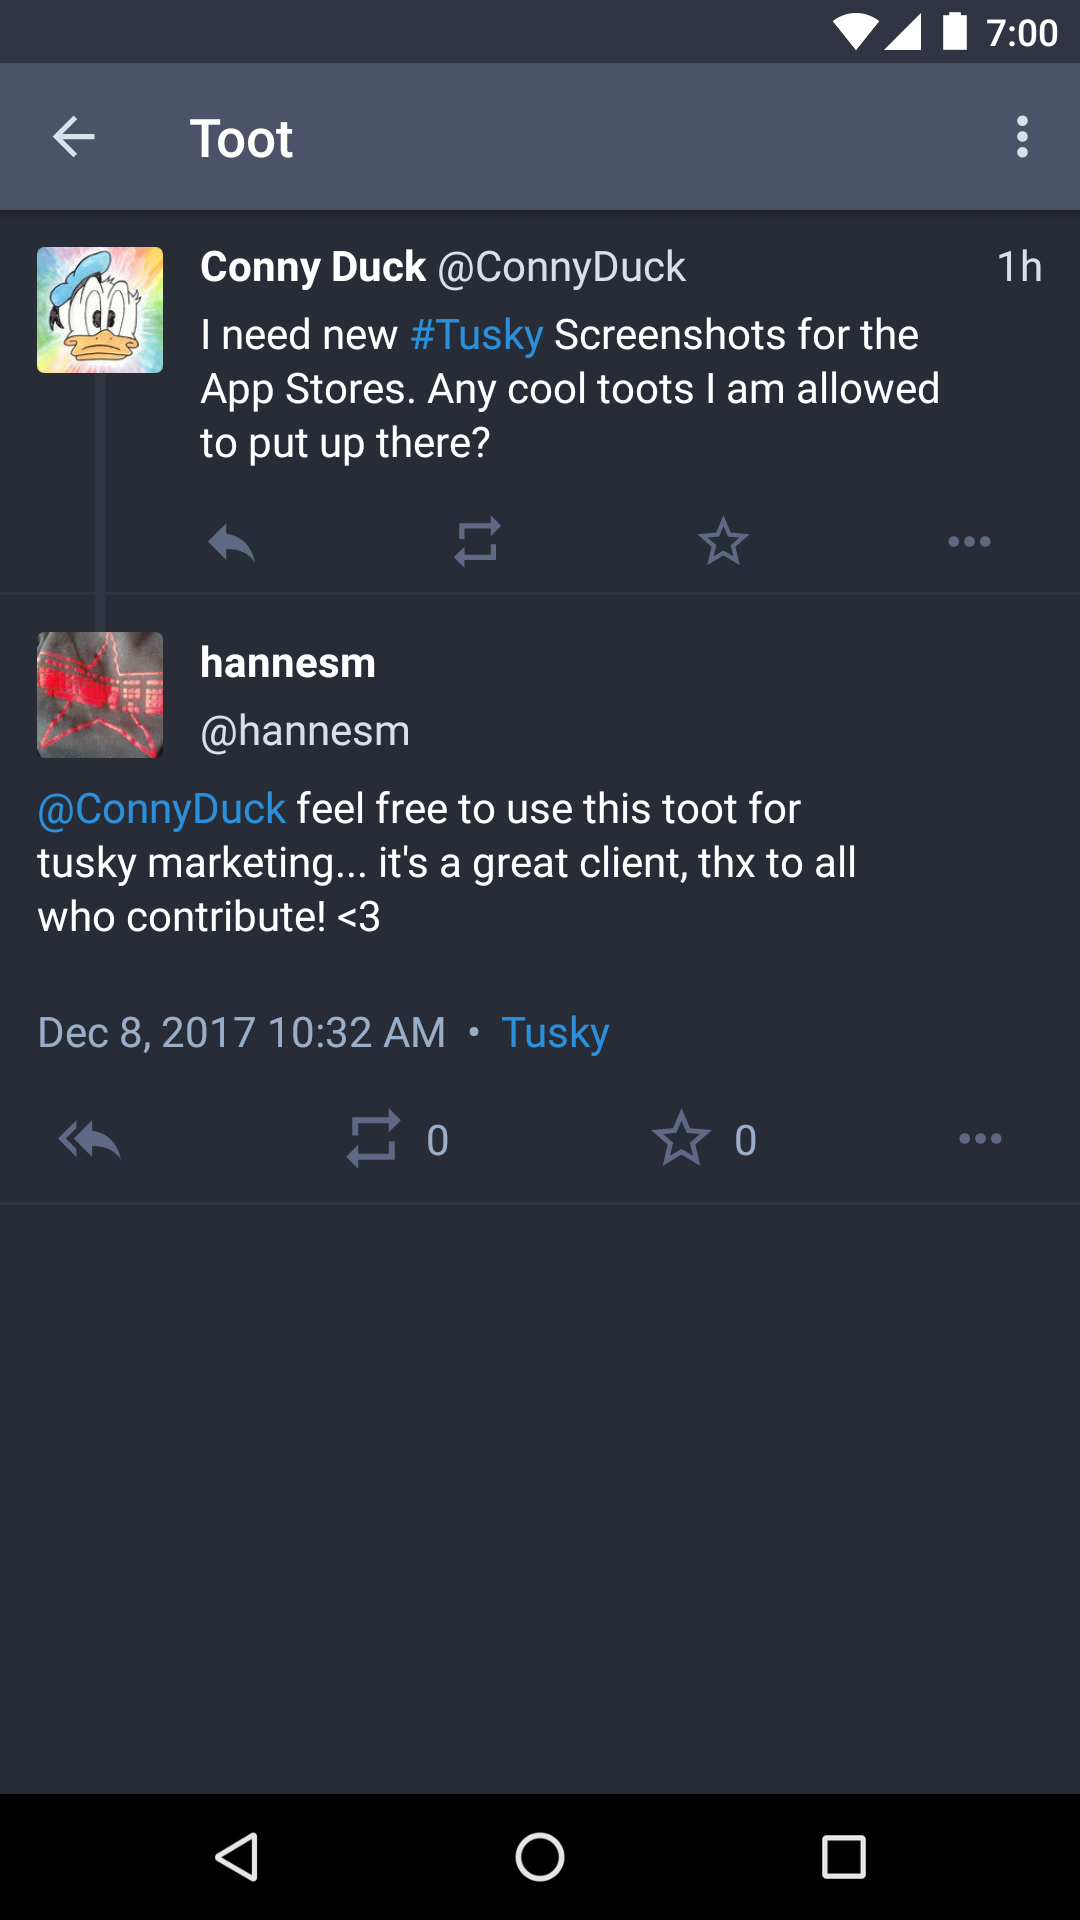 7:00
Toot
Conny Duck @ConnyDuck 1h
I need new #Tusky Screenshots for the
App Stores. Any cool toots I am allowed
to put up there?
hannesm
@hannesm
@ConnyDuck feel free to use this toot for
tusky marketing... it's a great client, thx to all
who contribute! <3
Dec 8, 2017 10:32 AM • Tusky
0 0